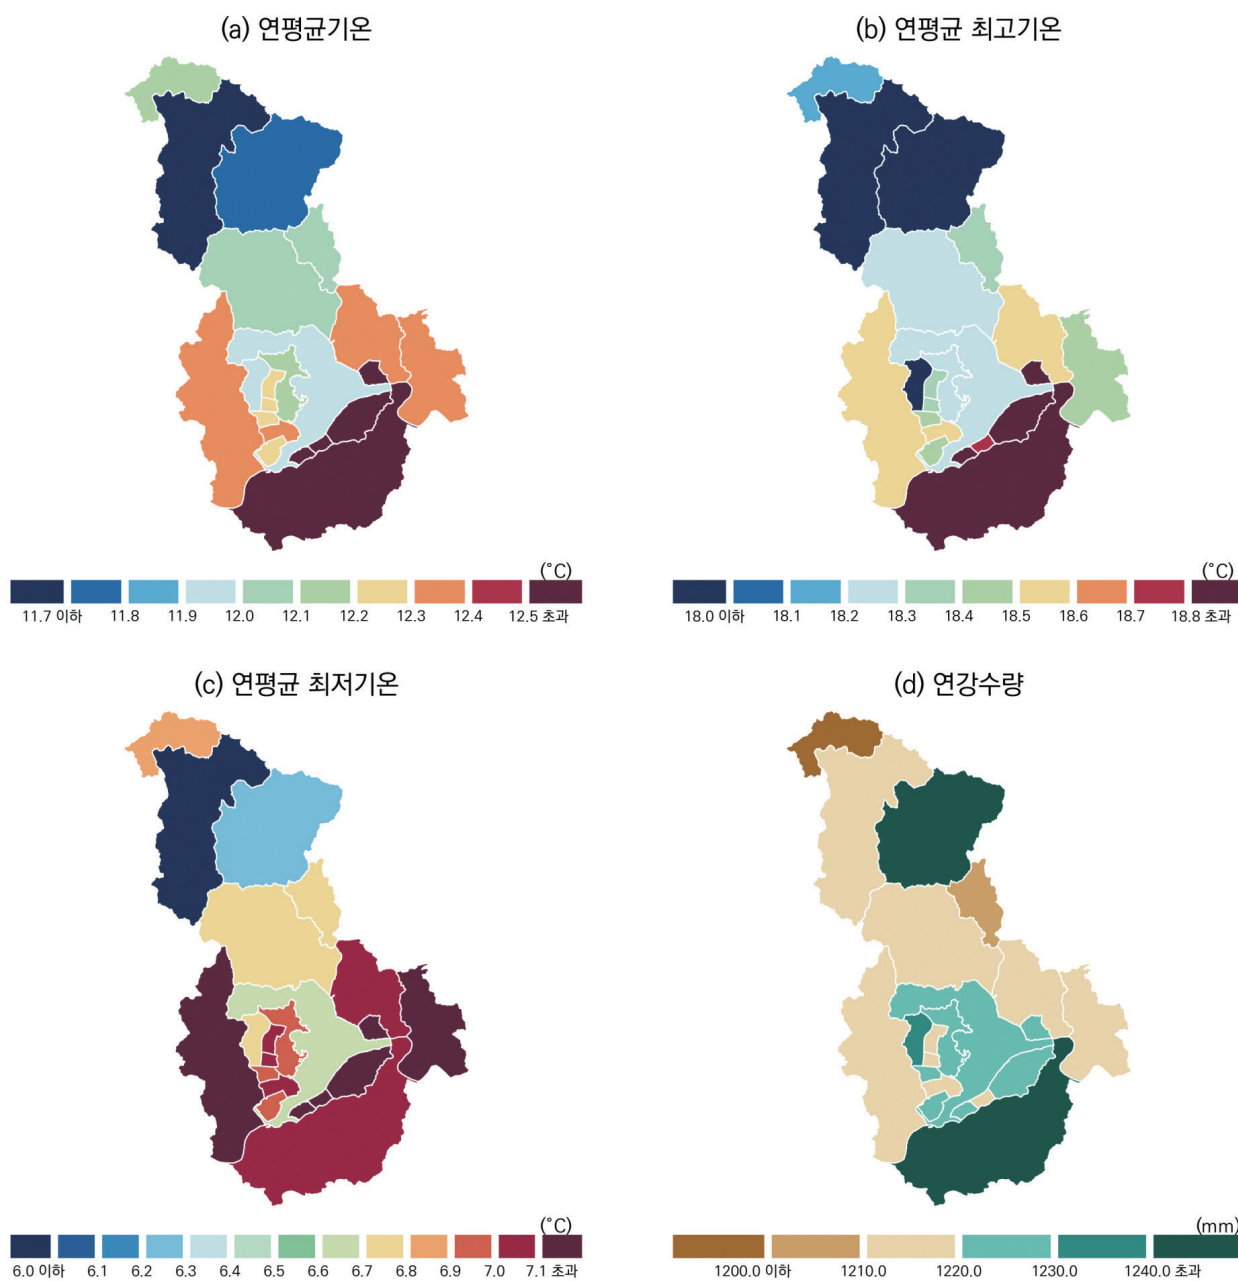 (a) 연평균기온
(b) 연평균 최고기온
(°C)
11.7 이하 11.8 11.9 12.0 12.1 12.2 12.3 12.4 12.5 초과
(°C)
18.0 이하 18.1 18.2 18.3 18.4 18.5 18.6 18.7 18.8 초과
(c) 연평균 최저기온
(d) 연강수량
(°C)
6.0 이하 6.1 6.2 6.3 6.4 6.5 6.6 6.7 6.8 6.9 7.0 7.1 초과
(mm)
1200.0 이하 1210.0 1220.0 1230.0 1240.0 초과